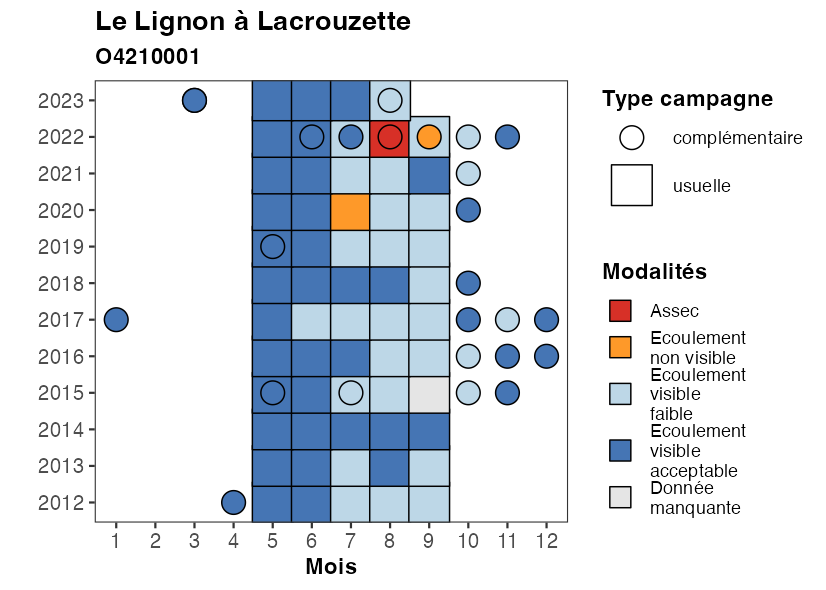 Le Lignon à Lacrouzette
O4210001
2023
2022
2021
2020
2019
2018
2017
2016
2015
2014
2013
2012
1 2 3 4 5 6 7 8 9 10 11 12
Mois
Type campagne
complémentaire
usuelle
Modalités
Assec
Ecoulement
non visible
Ecoulement
visible
faible
Ecoulement
visible
acceptable
Donnée
manquante